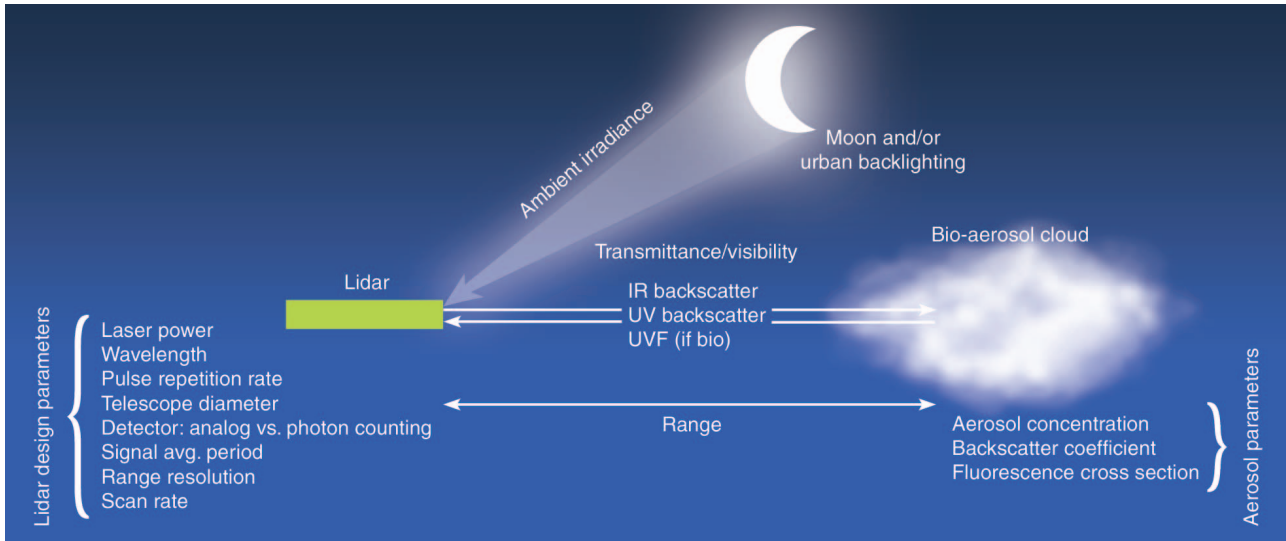 Moon and/or
urban backlighting
Ambient irradiance
Transmittance/visibility
Bio-aerosol cloud
Lidar
IR backscatter
UV backscatter
UVF (if bio)
Range
Lidar design parameters
Laser power
Wavelength
Pulse repetition rate
Telescope diameter
Detector: analog vs. photon counting
Signal avg. period
Range resolution
Scan rate
Aerosol concentration
Backscatter coefficient
Fluorescence cross section
Aerosol parameters